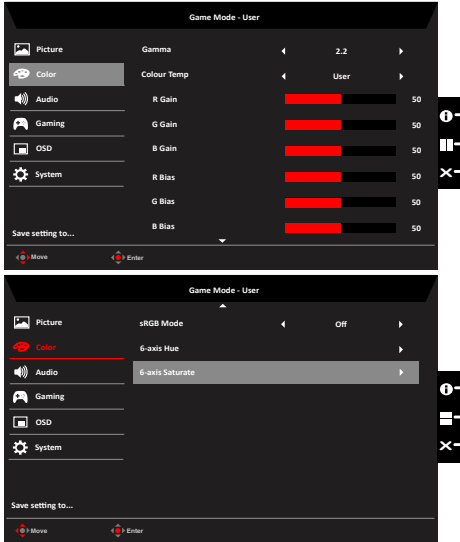 Game Mode - User
Picture
Gamma 2.2
Color
Colour Temp User
Audio
R Gain 50
Gaming
G Gain 50
OSD
B Gain 50
System
R Bias 50
G Bias 50
B Bias 50
Save setting to...
Move Enter
Game Mode - User
Picture
sRGB Mode Off
Color
6-axis Hue
Audio
6-axis Saturate
Gaming
OSD
System
Save setting to...
Move Enter